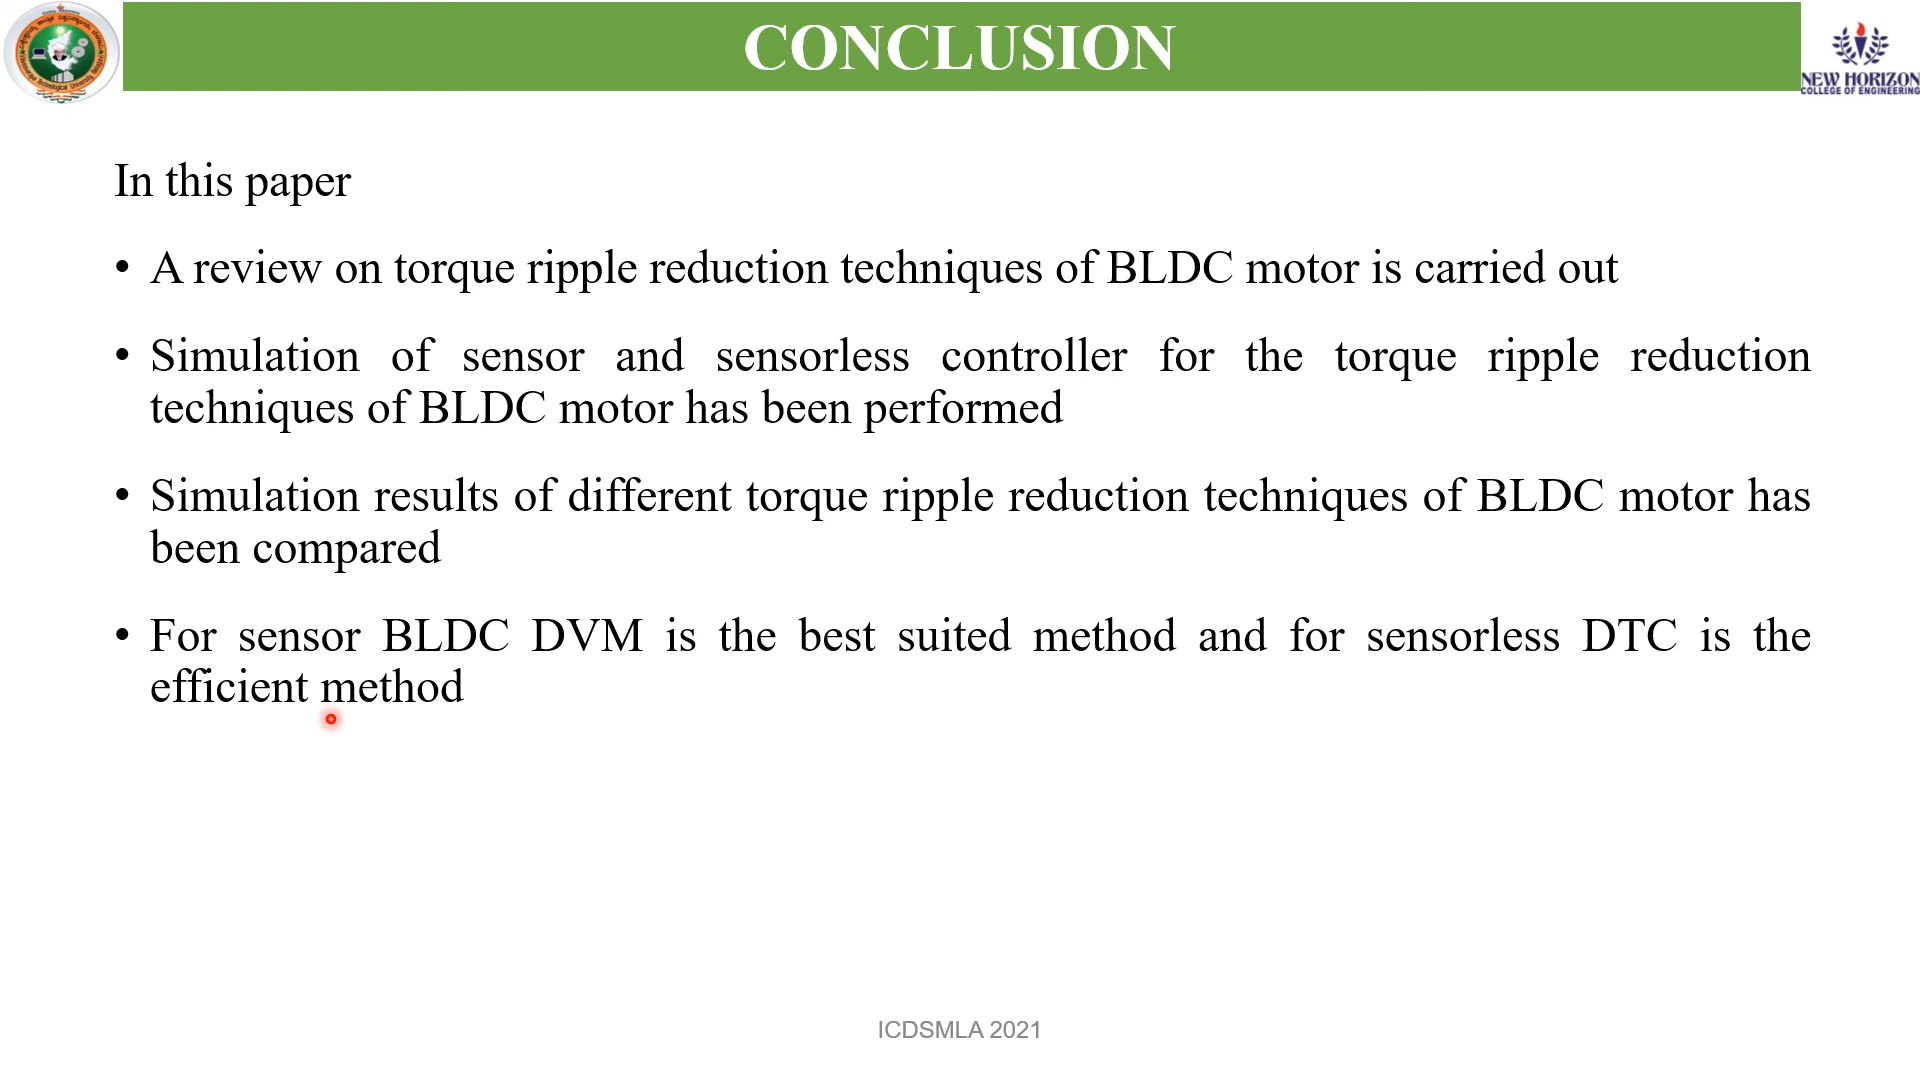 CONCLUSION
NEW HORIZON
COLLEGE OF ENGINEERING
In this paper
• A review on torque ripple reduction techniques of BLDC motor is carried out
• Simulation of sensor and sensorless controller for the torque ripple reduction
techniques of BLDC motor has been performed
• Simulation results of different torque ripple reduction techniques of BLDC motor has
been compared
• For sensor BLDC DVM is the best suited method and for sensorless DTC is the
efficient method
ICDSMLA 2021